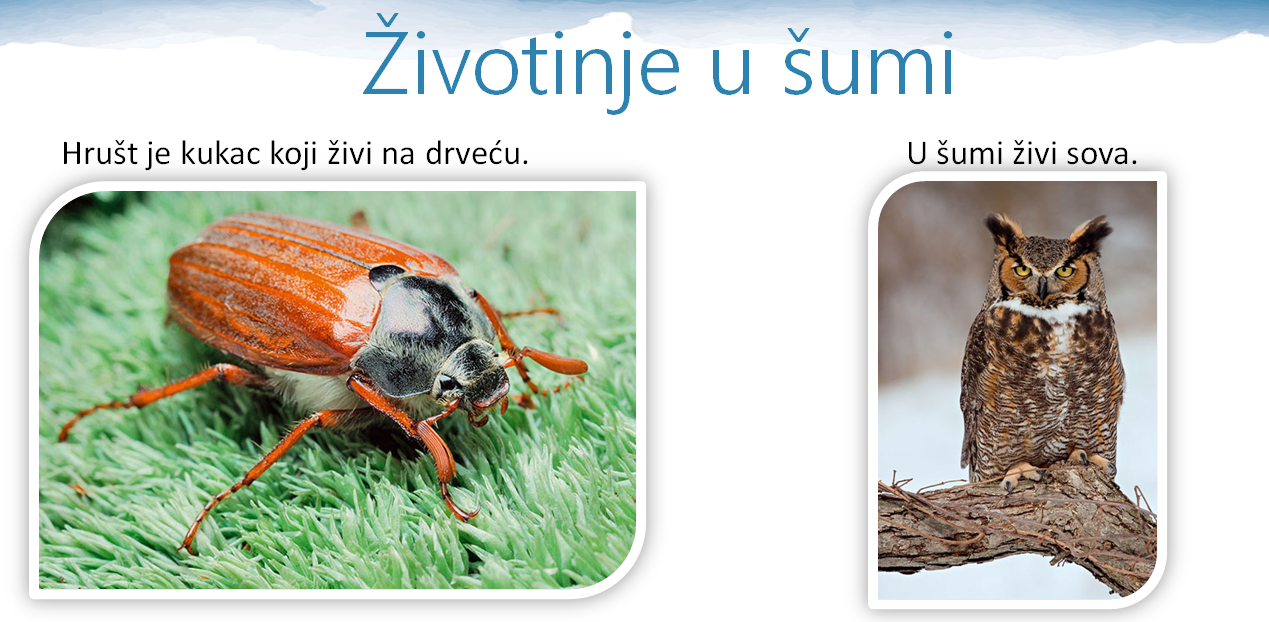 Životinje u šumi
Hrušt je kukac koji živi na drveću.
U šumi živi sova.